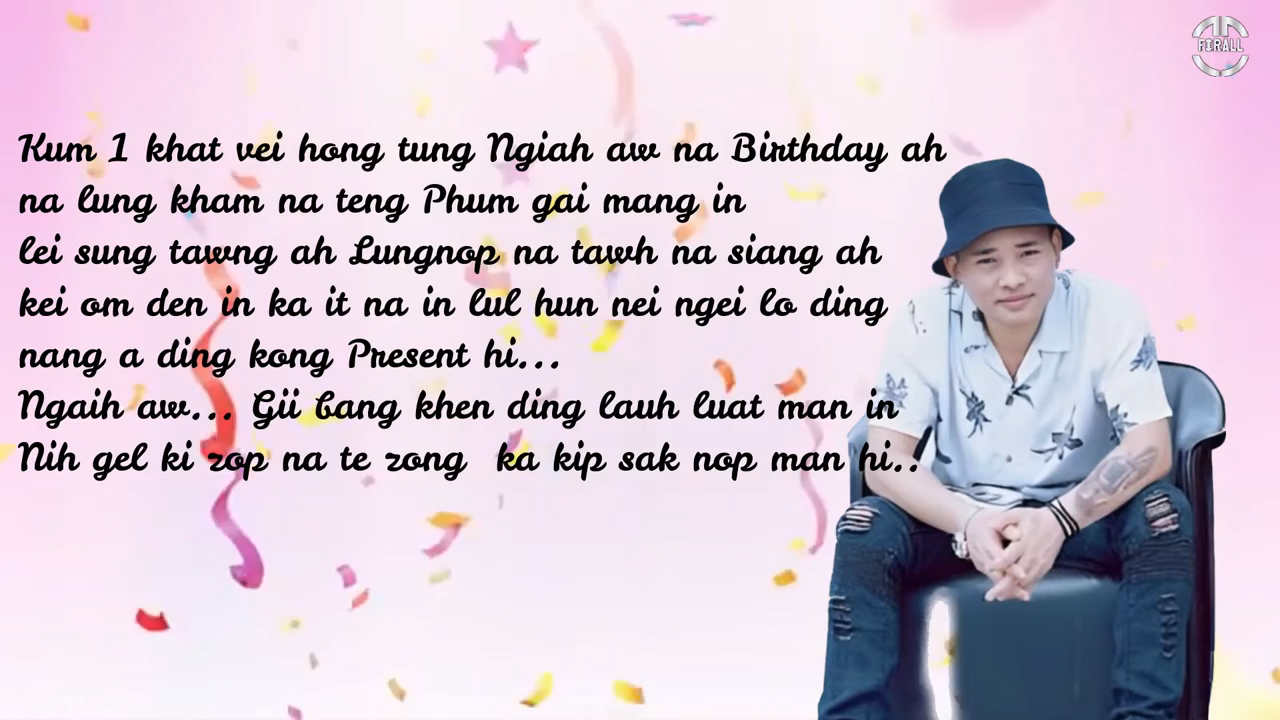 FORALL
Kum 1 khat vei hong tung Ngiah aw na Birthday ah
na lung kham na teng Phum gai mang in
lei sung tawng ah Lungnop na tawh na siang ah
kei om den in ka it na in lul hun nei ngei lo ding
nang a ding kong Present hi...
Ngaih aw... Gii bang khen ding lauh luat man in
Nih gel ki zop na te zong ka kip sak nop man hi..